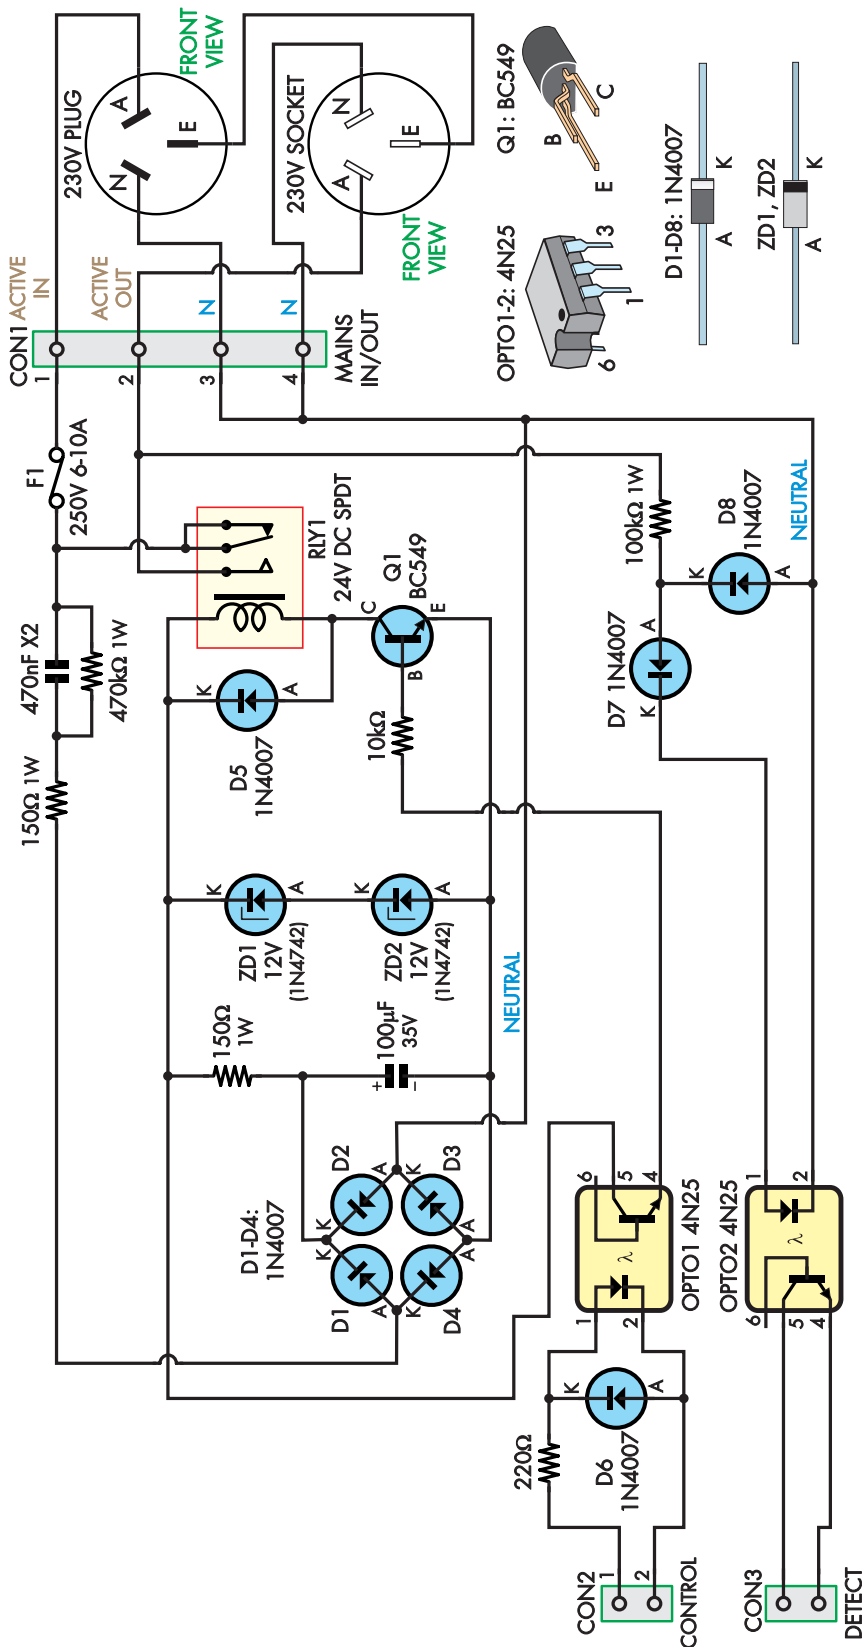 CON2
1
2
CONTROL
CON3
DETECT
220Ω
K
A
D6
1N4007
1
2
6
5
4
λ
OPTO1 4N25
6
5
4
1
2
λ
OPTO2 4N25
150Ω 1W
470nF X2
470kΩ 1W
F1
250V 6-10A
D1-D4:
1N4007
D1
D2
D3
D4
K
K
A
A
K
K
A
A
150Ω
1W
+
100µF
35V
–
ZD1
12V
(1N4742)
K
A
ZD2
12V
(1N4742)
K
A
NEUTRAL
D5
1N4007
K
A
10kΩ
RLY1
24V DC SPDT
Q1
BC549
C
B
E
D7 1N4007
K
A
100kΩ 1W
D8
1N4007
K
A
NEUTRAL
CON1
1
2
3
4
MAINS
IN/OUT
ACTIVE
IN
ACTIVE
OUT
N
N
230V PLUG
A
N
E
FRONT
VIEW
230V SOCKET
N
A
E
FRONT
VIEW
OPTO1-2: 4N25
6
1
3
Q1: BC549
B
E
C
D1-D8: 1N4007
A
K
ZD1, ZD2
A
K